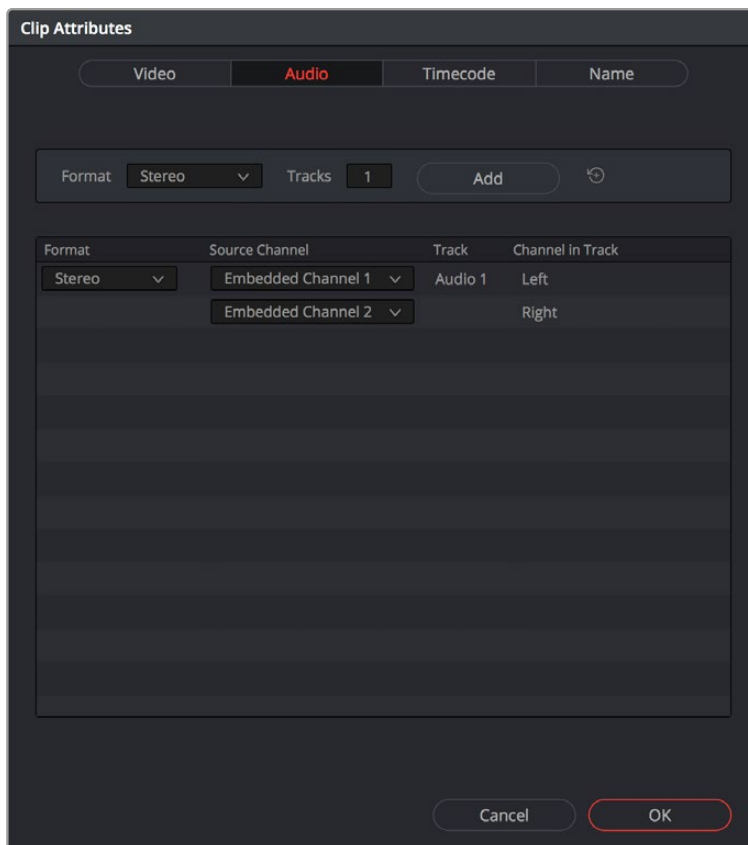 Clip Attributes
Video Audio Timecode Name
Format Stereo Tracks 1 Add
Format Source Channel Track Channel in Track
Stereo Embedded Channel 1 Audio 1 Left
Embedded Channel 2 Right
Cancel OK